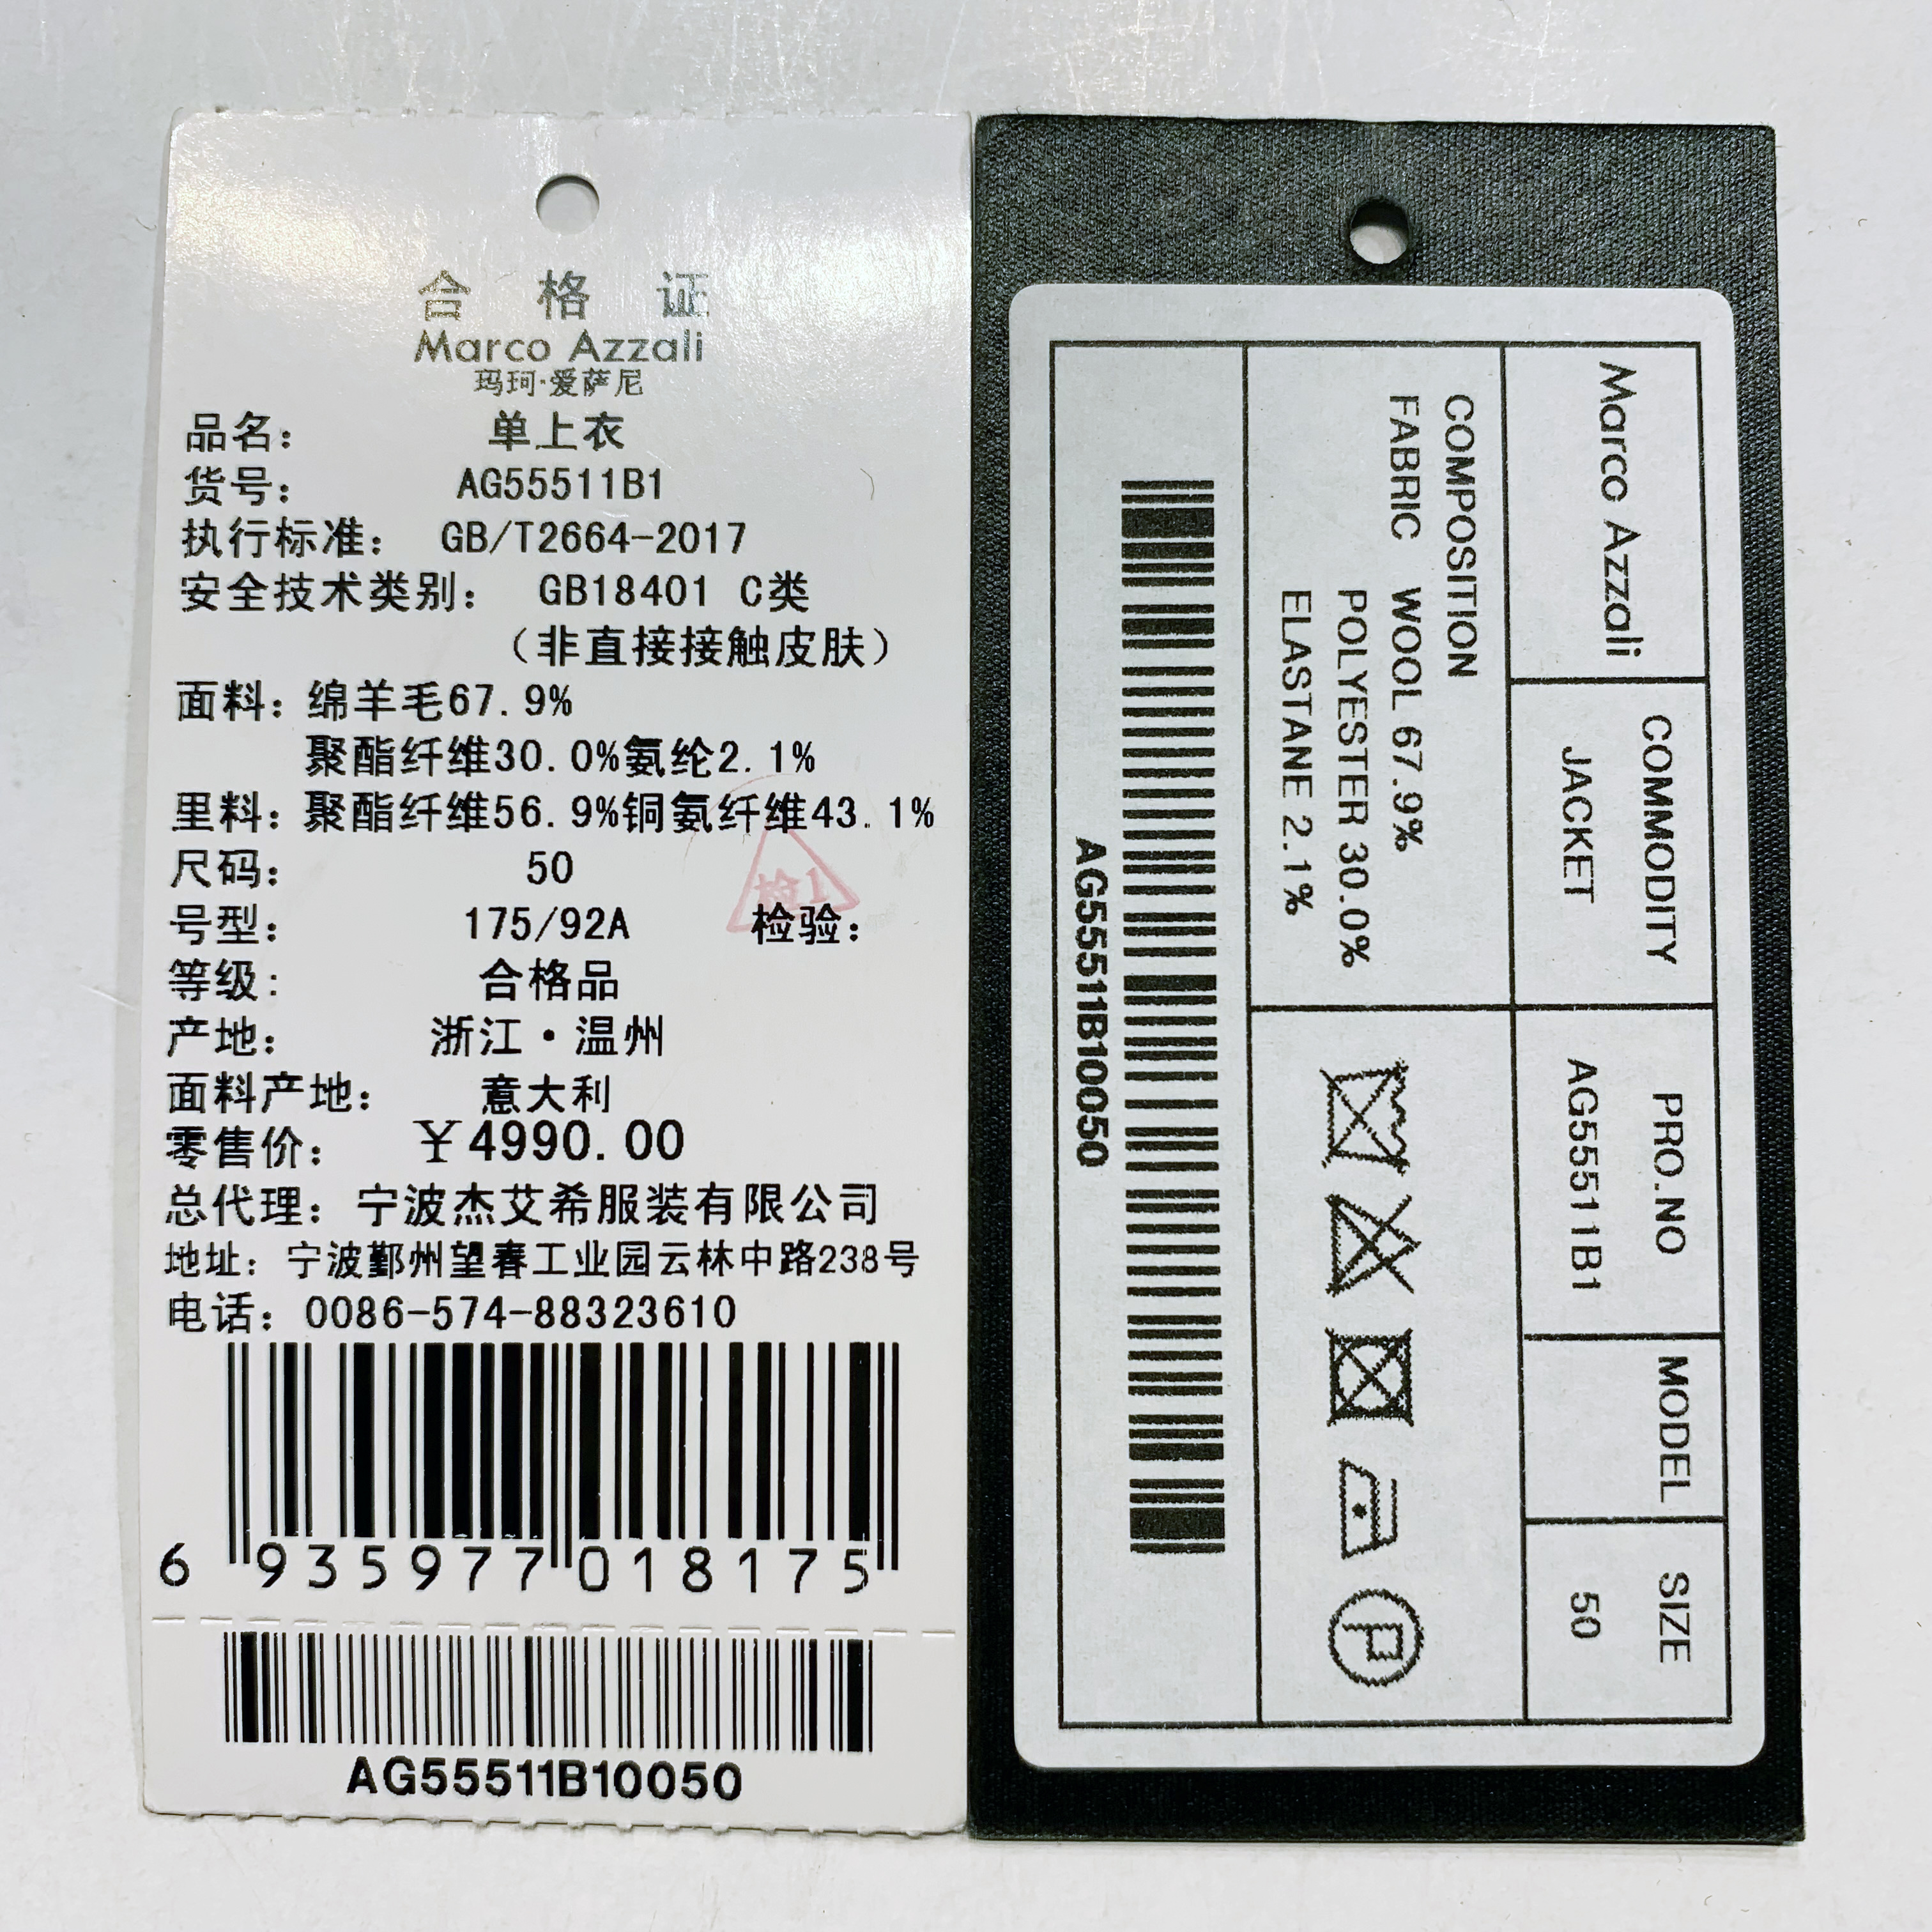 合格证
Marco Azzali
玛珂·爱萨尼
品名： 单上衣
货号： AG55511B1
执行标准： GB/T2664-2017
安全技术类别： GB18401 C类
（非直接接触皮肤）
面料：绵羊毛67.9%
聚酯纤维30.0%氨纶2.1%
里料：聚酯纤维56.9%铜氨纤维43.1%
尺码： 50
号型： 175/92A 检验：
等级： 合格品
产地： 浙江·温州
面料产地： 意大利
零售价： ￥4990.00
总代理：宁波杰艾希服装有限公司
地址：宁波鄞州望春工业园云林中路238号
电话：0086-574-88323610
6 935977 018175
AG55511B10050
Marco Azzali
COMMODITY
JACKET
PRO.NO
AG55511B1
MODEL
SIZE
50
COMPOSITION
FABRIC WOOL 67.9%
POLYESTER 30.0%
ELASTANE 2.1%
P
AG55511B10050